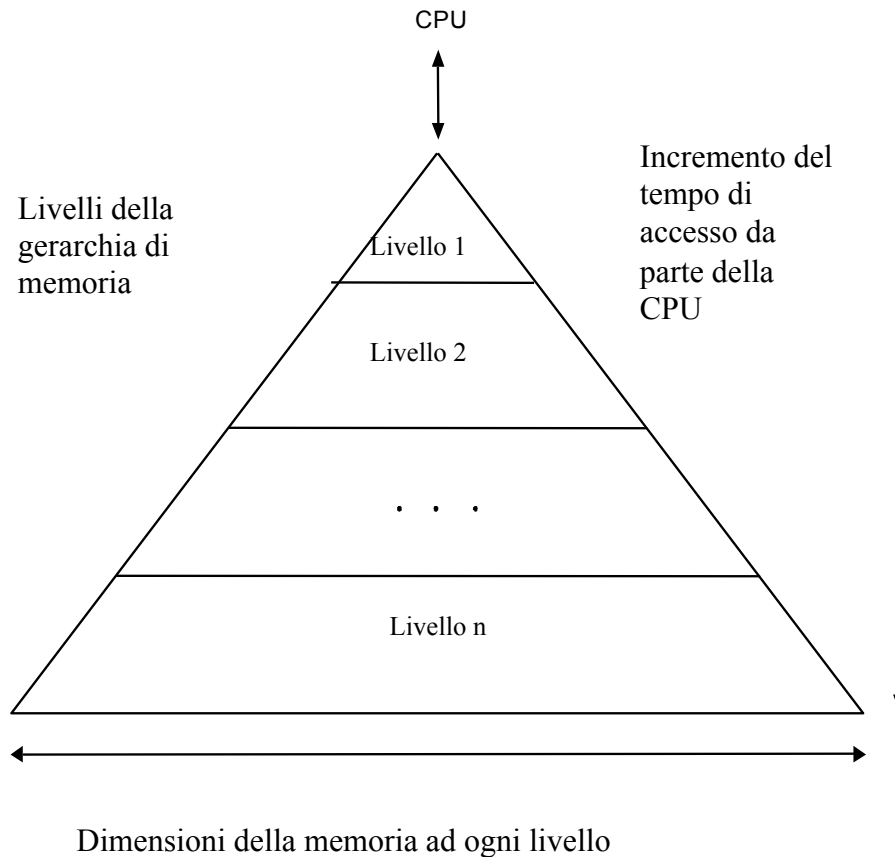 CPU
Livelli della
gerarchia di
memoria
Incremento del
tempo di
accesso da
parte della
CPU
Livello 1
Livello 2
. . .
Livello n
Dimensioni della memoria ad ogni livello